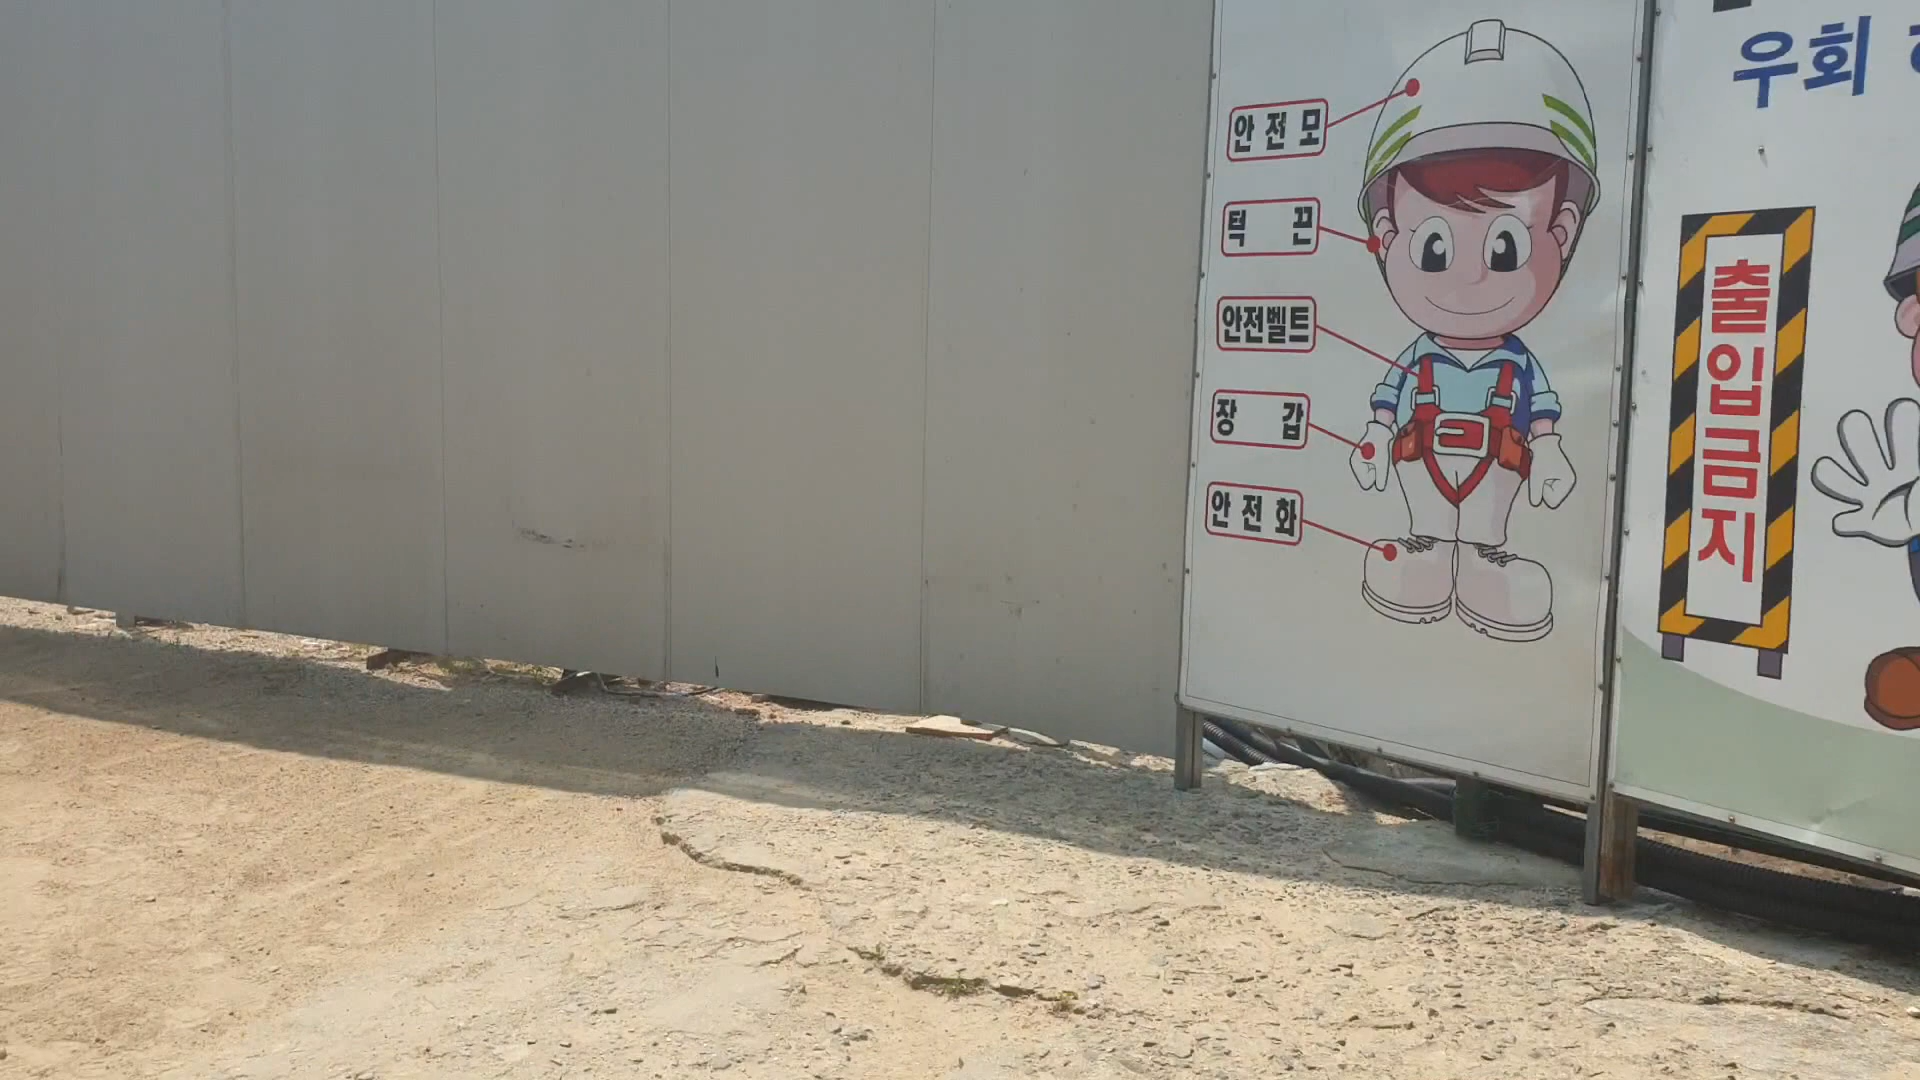 안전모
턱 끈
안전벨트
장 갑
안전화
우회
출입금지